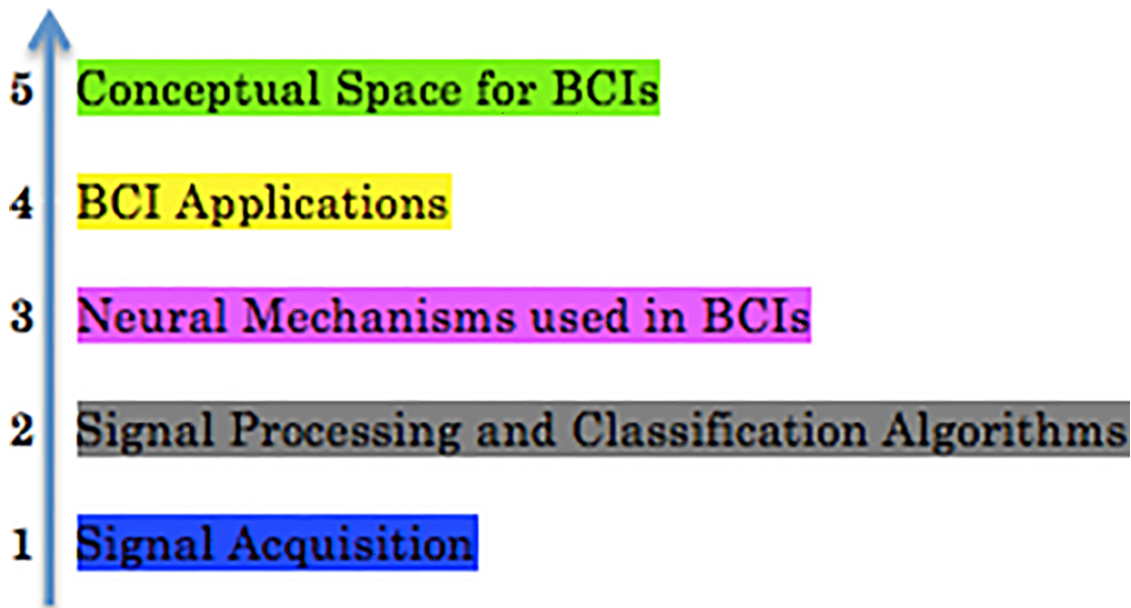 5 Conceptual Space for BCIs
4 BCI Applications
3 Neural Mechanisms used in BCIs
2 Signal Processing and Classification Algorithms
1 Signal Acquisition